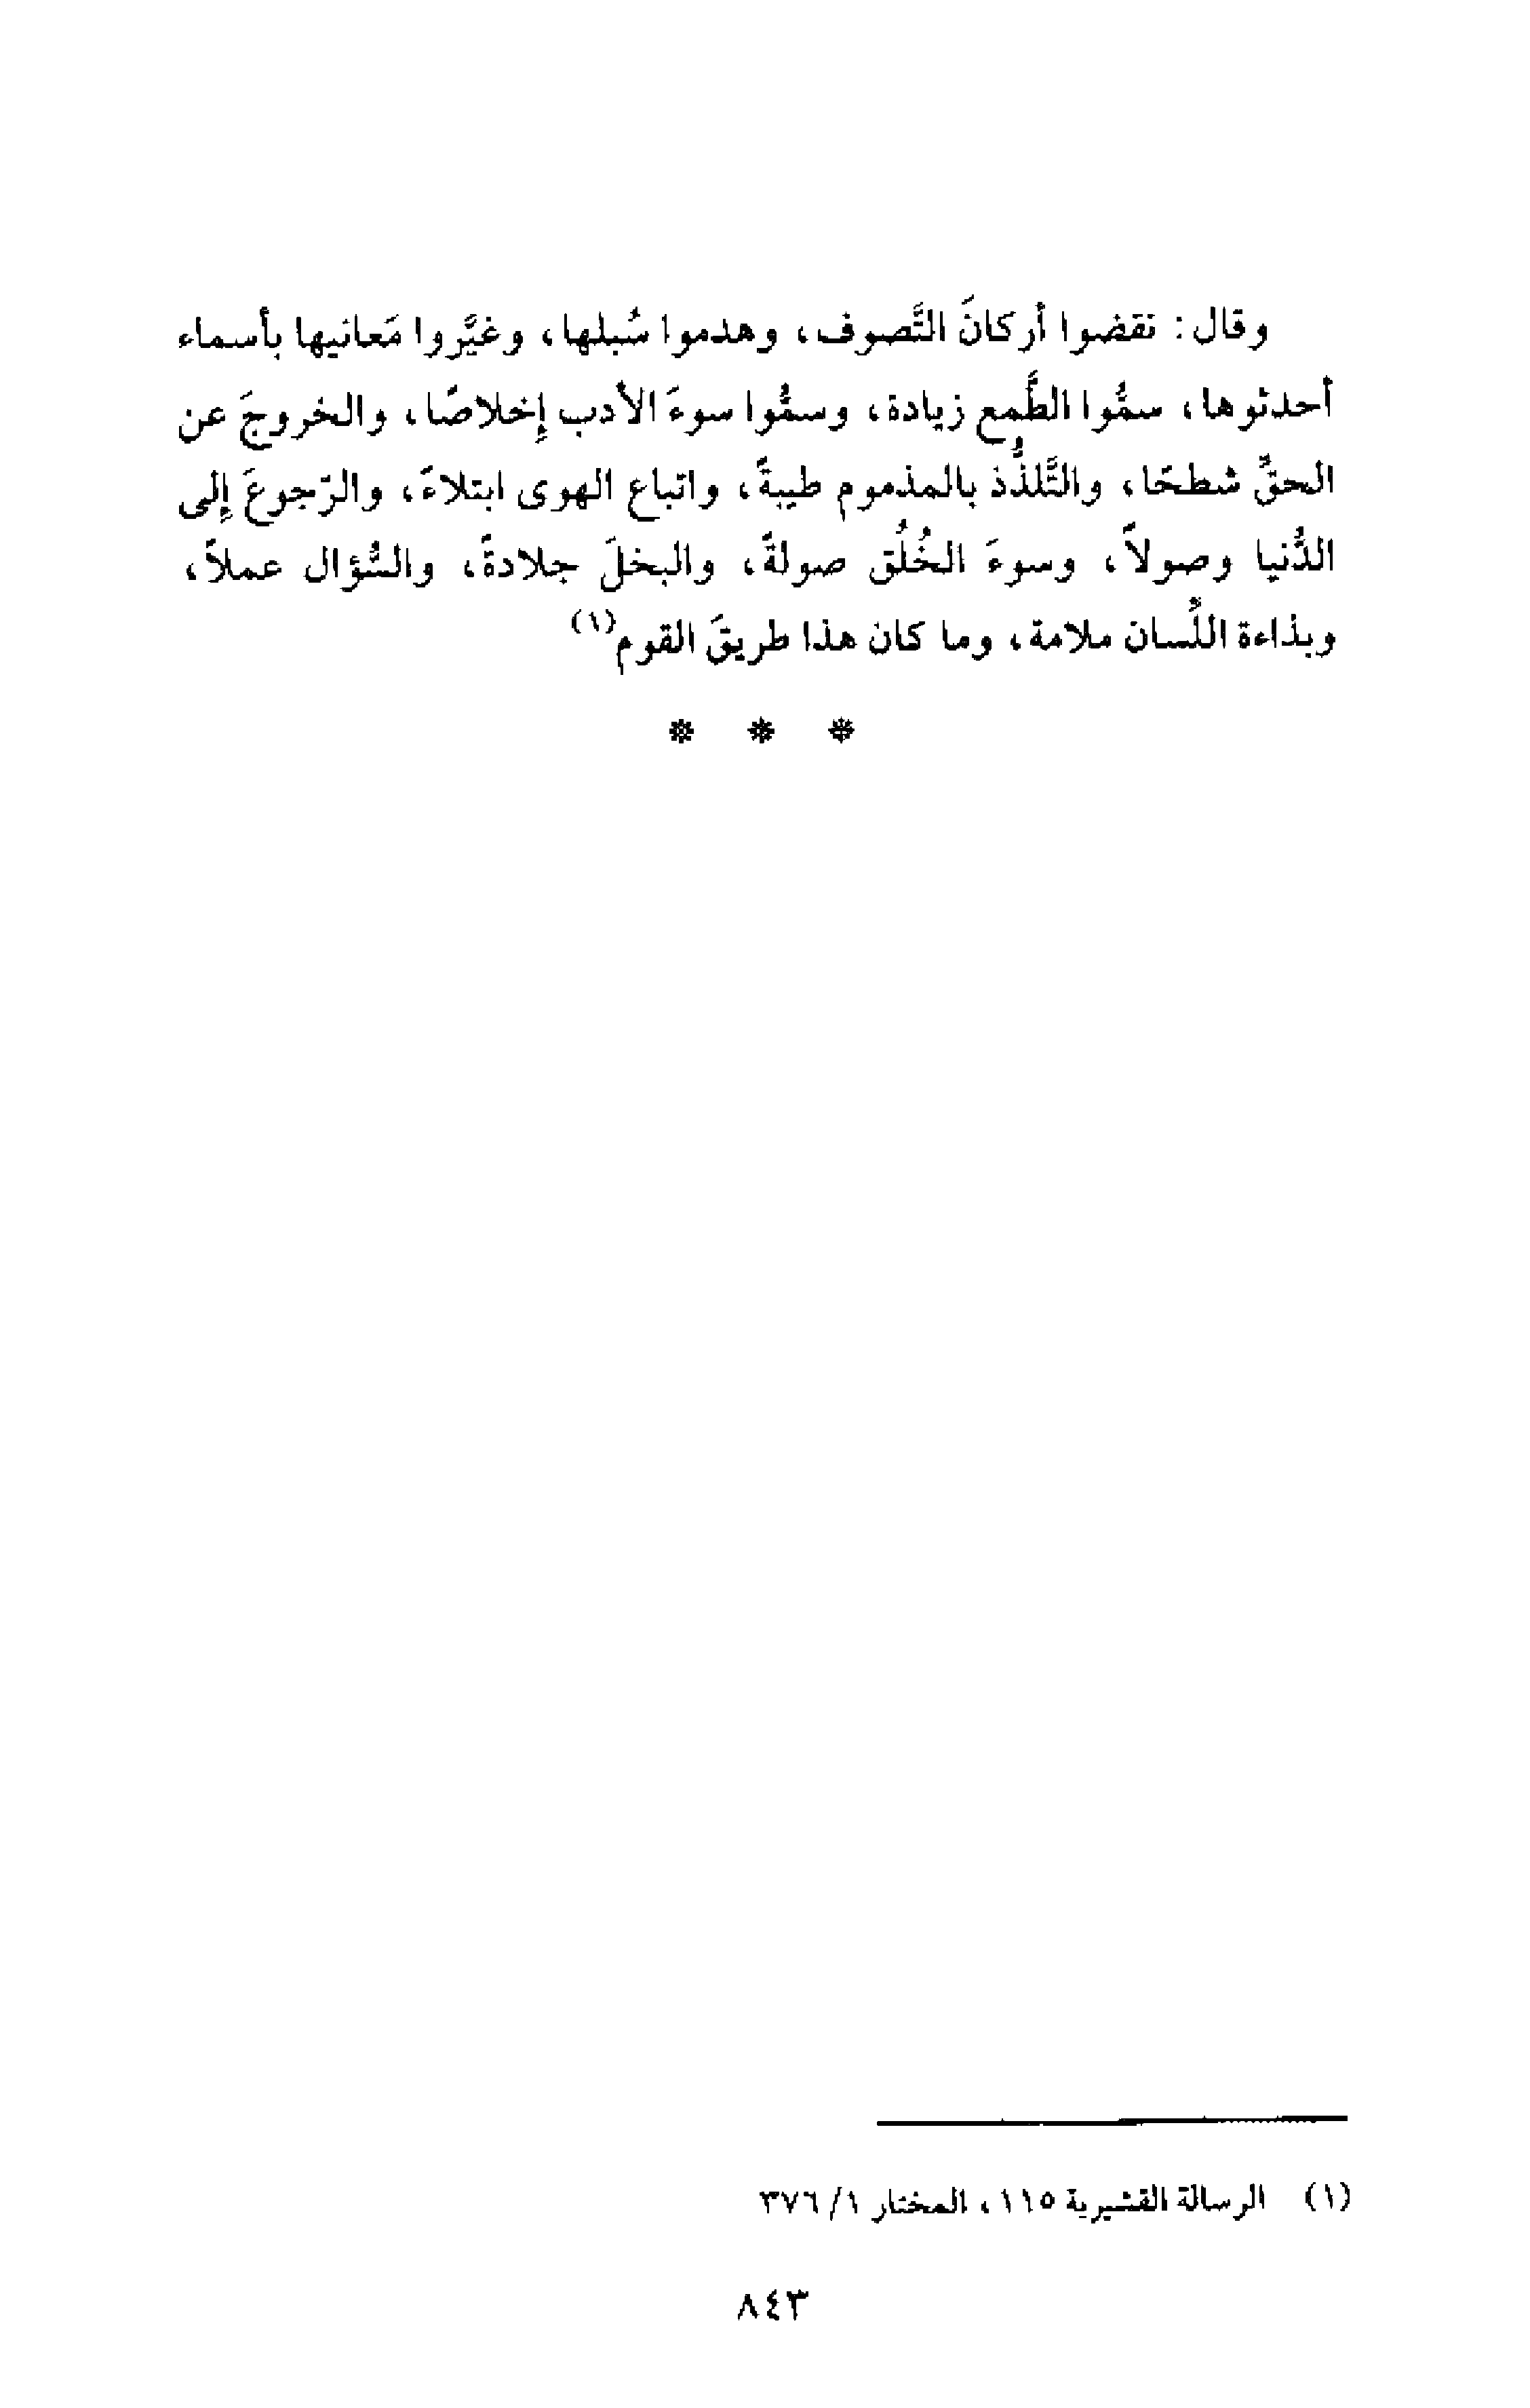 وقال : نقضوا أركانَ التَّصوف، وهدموا سُبلها، وغيَّروا مَعانيها بأسماء
أحدثوها، سمُّوا الطَّمع زيادة، وسمُّوا سوءَ الأدب إخلاصًا، والخروجَ عن
الحقِّ شطحًا، والتَّلذُّذ بالمذموم طيبةً، واتباع الهوى ابتلاءً، والرّجوعَ إلى
الدُّنيا وصولاً، وسوءَ الخُلُق صولةً، والبخلَ جلادةً، والسُّؤال عملاً،
وبذاءة اللِّسان ملامة، وما كان هذا طريقَ القوم(١)
* * *
(١) الرسالة القشيرية ١١٥، المختار ١/ ٣٧٦
٨٤٣